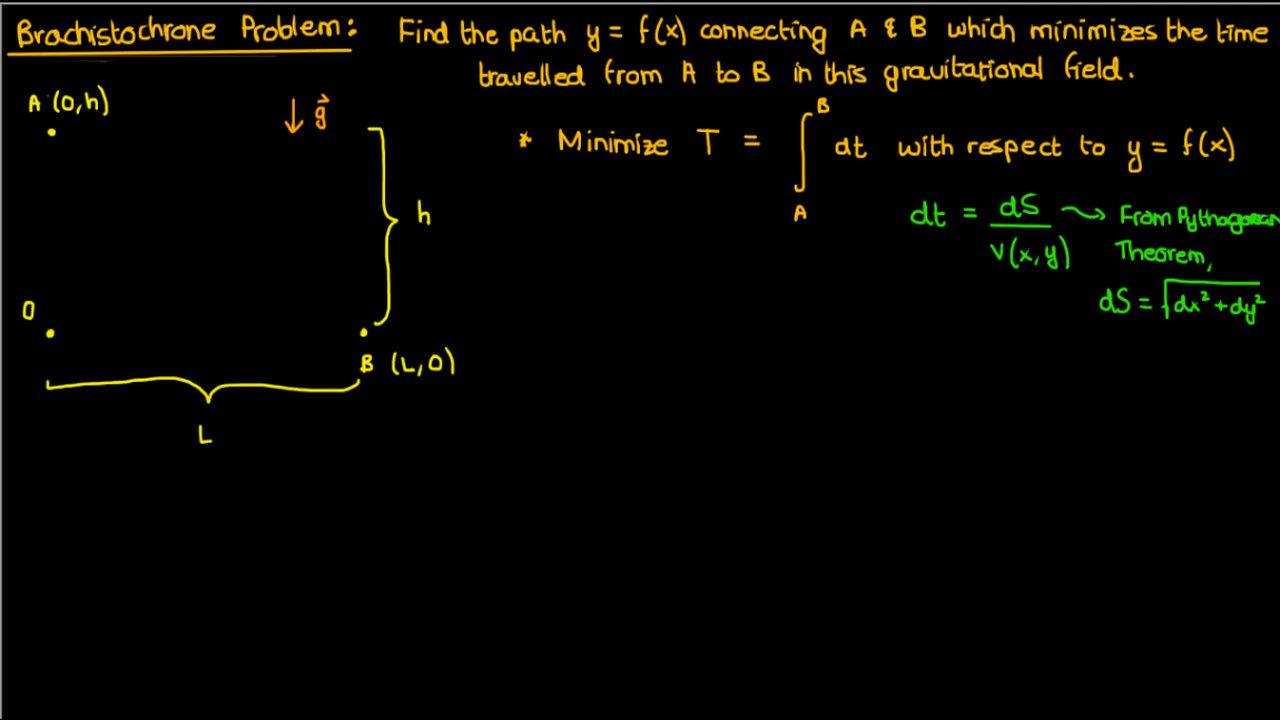 Brachistochrone Problem: Find the path y = f(x) connecting A & B which minimizes the time
travelled from A to B in this gravitational field.
A (0,h)
↓ g⃗
h
O
B (L,0)
L
* Minimize T = ∫_A^B dt with respect to y = f(x)
dt = dS / v(x,y) ⤳ From Pythagorean
Theorem,
dS = √(dx² + dy²)